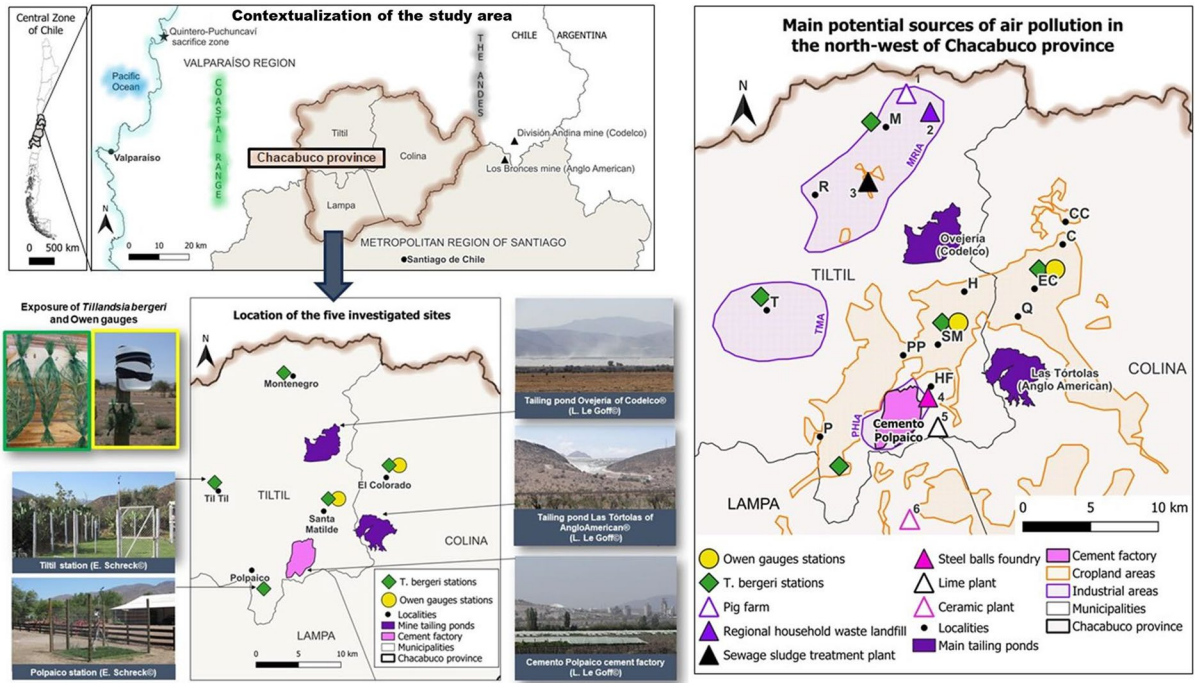 Central Zone
of Chile
0 500 km
Contextualization of the study area
Quintero-Puchuncaví
sacrifice zone
Pacific
Ocean
VALPARAÍSO REGION
COASTAL RANGE
THE ANDES
CHILE
ARGENTINA
Valparaíso
Tiltil
Colina
Lampa
Chacabuco province
División Andina mine (Codelco)
Los Bronces mine (Anglo American)
N
0 10 20 km
METROPOLITAN REGION OF SANTIAGO
Santiago de Chile
Exposure of Tillandsia bergeri
and Owen gauges
Tiltil station (E. Schreck©)
Polpaico station (E. Schreck©)
Location of the five investigated sites
N
Montenegro
Til Til
TILTIL
El Colorado
Santa
Matilde
COLINA
Polpaico
LAMPA
0 5 10 km
T. bergeri stations
Owen gauges stations
Localities
Mine tailing ponds
Cement factory
Municipalities
Chacabuco province
Tailing pond Ovejeria of Codelco®
(L. Le Goff©)
Tailing pond Las Tórtolas of
AngloAmerican®
(L. Le Goff©)
Cemento Polpaico cement factory
(L. Le Goff©)
Main potential sources of air pollution in
the north-west of Chacabuco province
N
1
M
2
MRIA
R
3
CC
C
Ovejería
(Codelco)
TILTIL
EC
H
T
Q
TMA
SM
PP
Las Tórtolas
(Anglo American)
COLINA
HF
4
5
PHIA
Cemento
Polpaico
P
LAMPA
6
0 5 10 km
Owen gauges stations
T. bergeri stations
Pig farm
Regional household waste landfill
Sewage sludge treatment plant
Steel balls foundry
Lime plant
Ceramic plant
Localities
Main tailing ponds
Cement factory
Cropland areas
Industrial areas
Municipalities
Chacabuco province